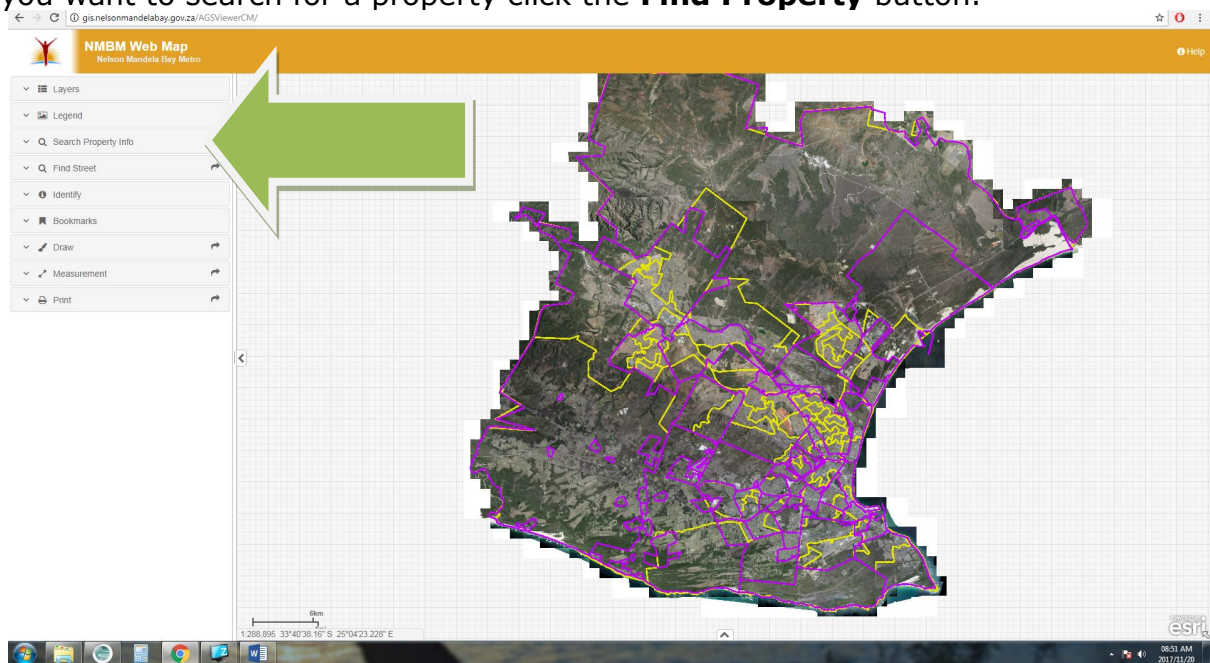 you want to search for a property click the Find Property button.
gis.nelsonmandelabay.gov.za/AGSViewerCM/
NMBM Web Map
Nelson Mandela Bay Metro
Help
Layers
Legend
Search Property Info
Find Street
Identify
Bookmarks
Draw
Measurement
Print
6km
1:288,895 33°40'38.16" S 25°04'23.228" E
esri
08:51 AM
2017/11/20